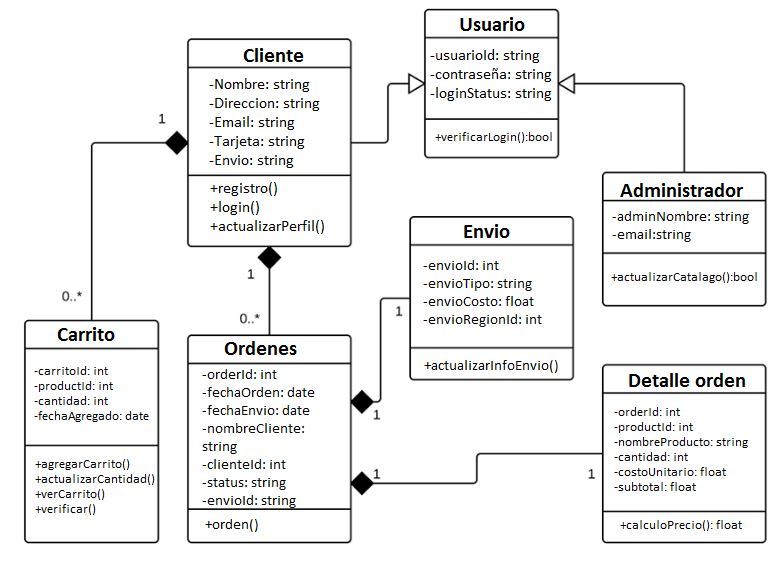 Usuario
-usuarioId: string
-contraseña: string
-loginStatus: string
+verificarLogin():bool
Cliente
-Nombre: string
-Direccion: string
-Email: string
-Tarjeta: string
-Envio: string
+registro()
+login()
+actualizarPerfil()
1
0..*
1
0..*
Administrador
-adminNombre: string
-email:string
+actualizarCatalago():bool
Envio
-envioId: int
-envioTipo: string
-envioCosto: float
-envioRegionId: int
+actualizarInfoEnvio()
1
1
Carrito
-carritoId: int
-productId: int
-cantidad: int
-fechaAgregado: date
+agregarCarrito()
+actualizarCantidad()
+verCarrito()
+verificar()
Ordenes
-orderId: int
-fechaOrden: date
-fechaEnvio: date
-nombreCliente:
string
-clienteId: int
-status: string
-envioId: string
+orden()
1
1
Detalle orden
-orderId: int
-productId: int
-nombreProducto: string
-cantidad: int
-costoUnitario: float
-subtotal: float
+calculoPrecio(): float